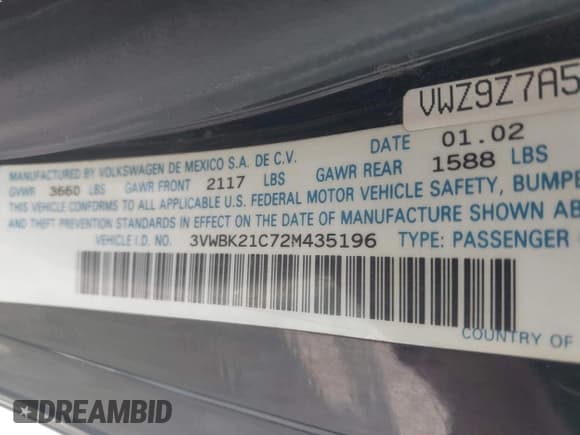 VWZ9Z7A5
DATE 01.02
MANUFACTURED BY VOLKSWAGEN DE MEXICO S.A. DE C.V.
GVWR 3660 LBS GAWR FRONT 2117 LBS GAWR REAR 1588 LBS
THIS VEHICLE CONFORMS TO ALL APPLICABLE U.S. FEDERAL MOTOR VEHICLE SAFETY, BUMPE
AND THEFT PREVENTION STANDARDS IN EFFECT ON THE DATE OF MANUFACTURE SHOWN AB
VEHICLE I.D. NO. 3VWBK21C72M435196 TYPE: PASSENGER
COUNTRY OF
DREAMBID